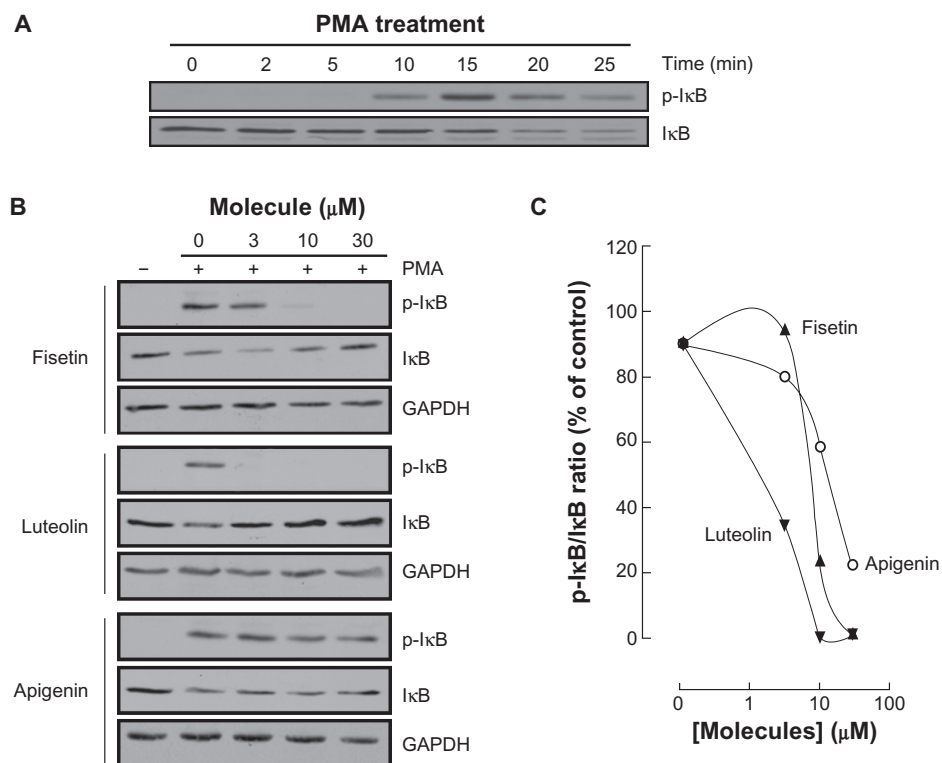 A
PMA treatment
0 2 5 10 15 20 25 Time (min)
p-IκB
IκB
B
Molecule (μM)
0 3 10 30
– + + + + PMA
Fisetin
p-IκB
IκB
GAPDH
Luteolin
p-IκB
IκB
GAPDH
Apigenin
p-IκB
IκB
GAPDH
C
p-IκB/IκB ratio (% of control)
120
100
80
60
40
20
0
Fisetin
Luteolin
Apigenin
0 1 10 100
[Molecules] (μM)